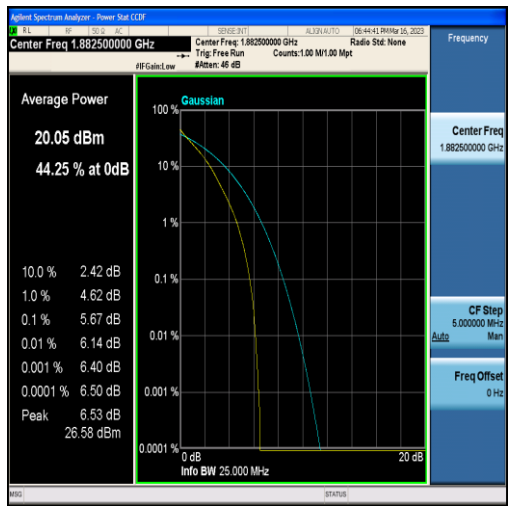 Agilent Spectrum Analyzer - Power Stat CCDF
RL RF 50 Ω AC SENSE:INT ALIGN AUTO 06:44:41 PM Mar 16, 2023
Center Freq 1.882500000 GHz
Center Freq: 1.882500000 GHz Radio Std: None
Trig: Free Run Counts:1.00 M/1.00 Mpt
#IFGain:Low #Atten: 46 dB
Frequency
Average Power
20.05 dBm
44.25 % at 0dB
10.0 % 2.42 dB
1.0 % 4.62 dB
0.1 % 5.67 dB
0.01 % 6.14 dB
0.001 % 6.40 dB
0.0001 % 6.50 dB
Peak 6.53 dB
26.58 dBm
Gaussian
100 %
10 %
1 %
0.1 %
0.01 %
0.001 %
0.0001 %
0 dB 20 dB
Info BW 25.000 MHz
Center Freq
1.882500000 GHz
CF Step
5.000000 MHz
Auto Man
Freq Offset
0 Hz
MSG STATUS